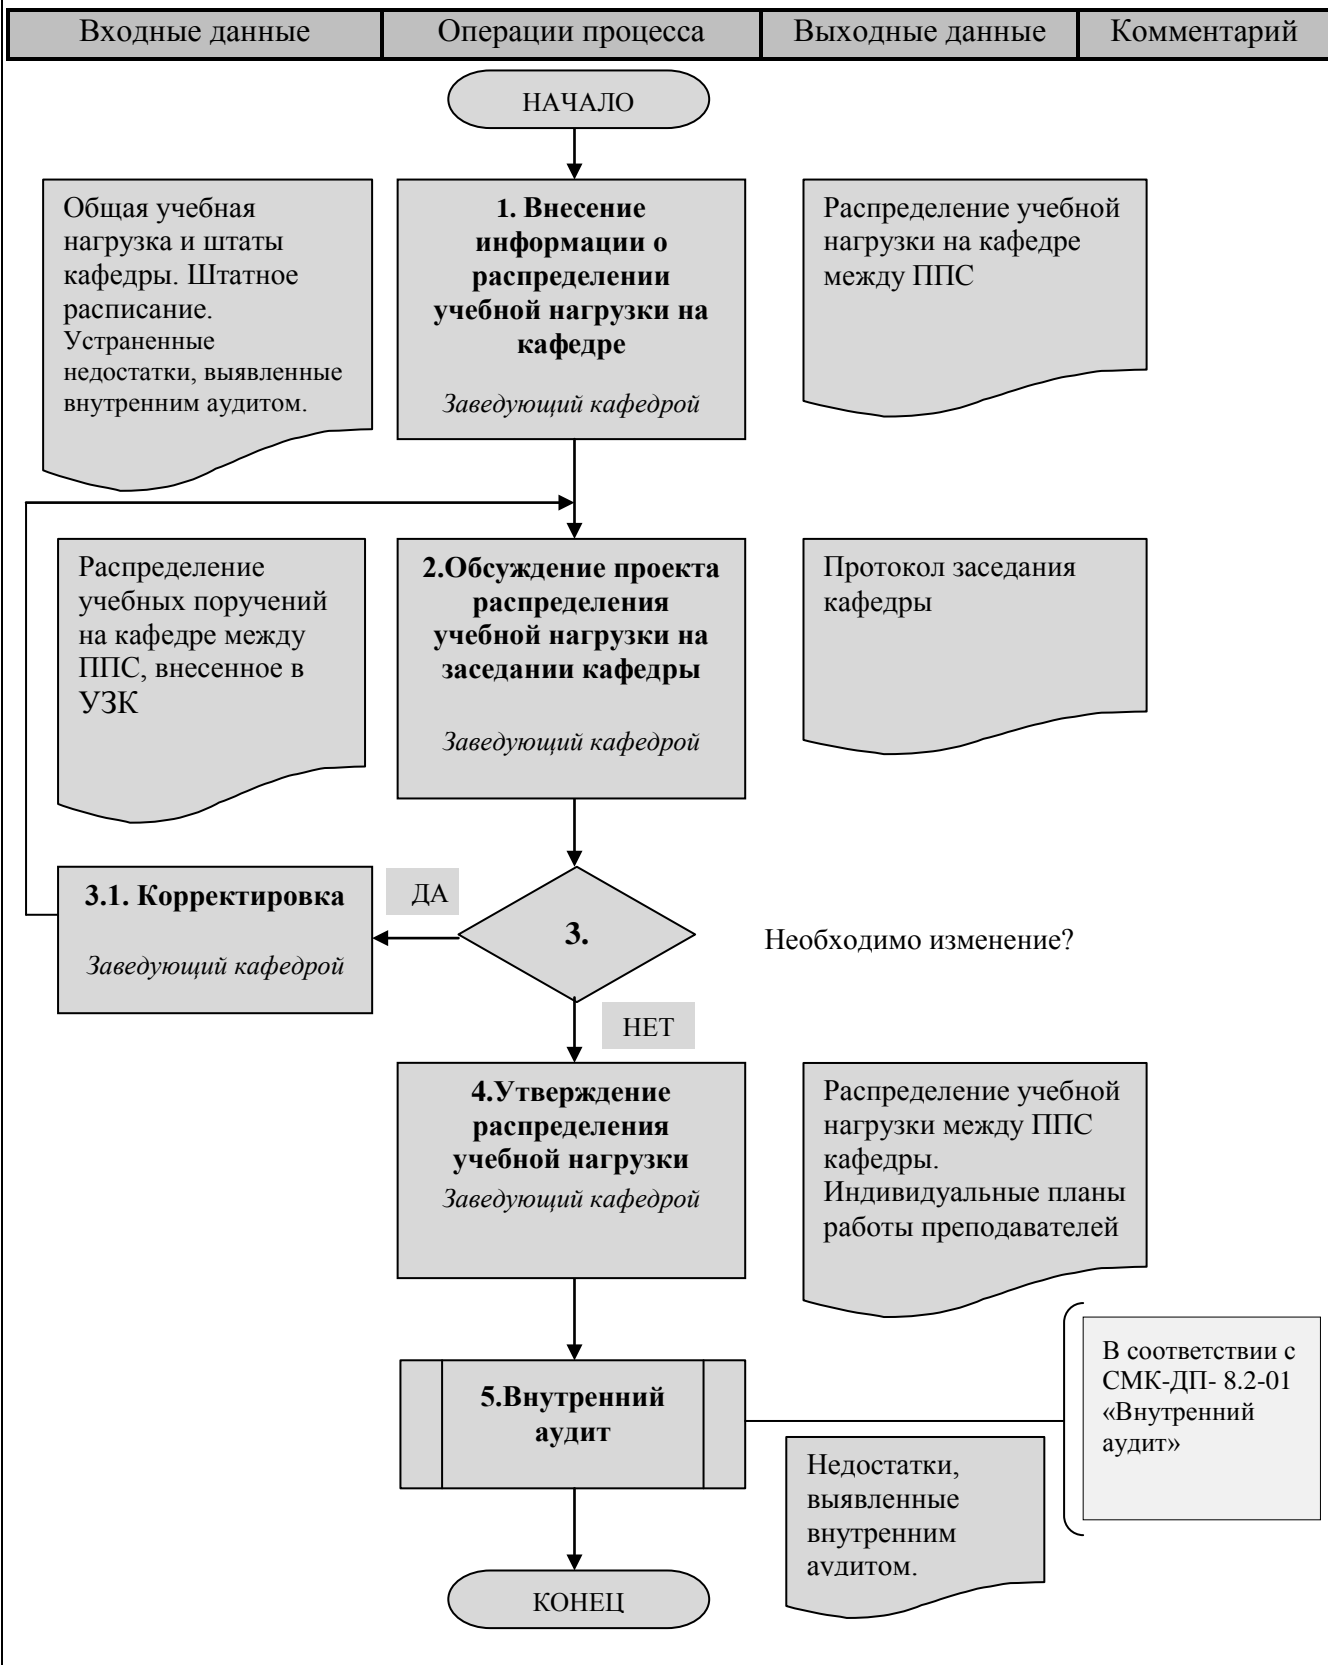 Входные данные
Операции процесса
Выходные данные
Комментарий
НАЧАЛО
Общая учебная
нагрузка и штаты
кафедры. Штатное
расписание.
Устраненные
недостатки, выявленные
внутренним аудитом.
1. Внесение
информации о
распределении
учебной нагрузки на
кафедре
Заведующий кафедрой
Распределение учебной
нагрузки на кафедре
между ППС
Распределение
учебных поручений
на кафедре между
ППС, внесенное в
УЗК
2.Обсуждение проекта
распределения
учебной нагрузки на
заседании кафедры
Заведующий кафедрой
Протокол заседания
кафедры
3.1. Корректировка
Заведующий кафедрой
ДА
3.
Необходимо изменение?
НЕТ
4.Утверждение
распределения
учебной нагрузки
Заведующий кафедрой
Распределение учебной
нагрузки между ППС
кафедры.
Индивидуальные планы
работы преподавателей
5.Внутренний
аудит
В соответствии с
СМК-ДП- 8.2-01
«Внутренний
аудит»
Недостатки,
выявленные
внутренним
аудитом.
КОНЕЦ